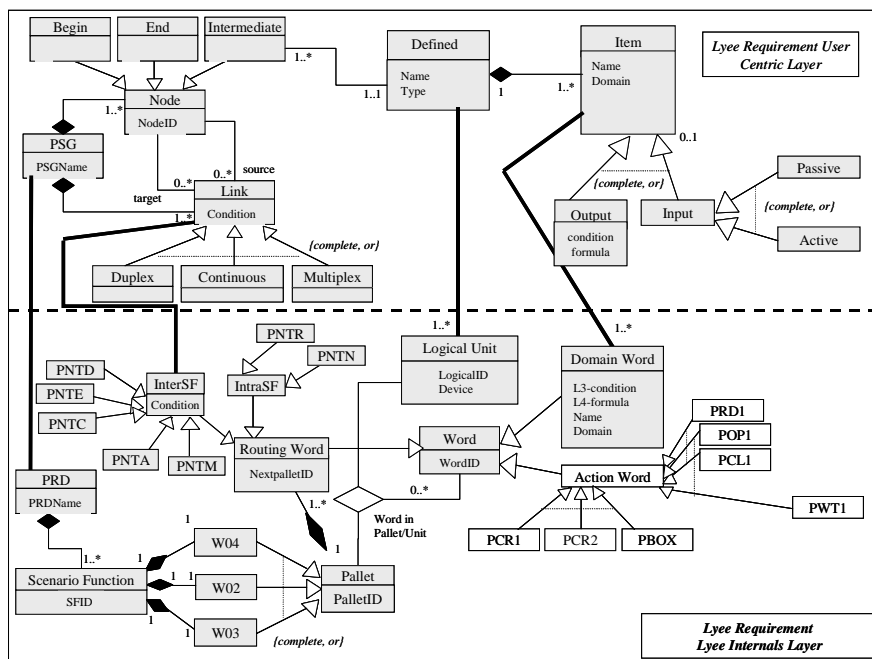 Begin
End
Intermediate
1..*
Defined
Name
Type
1..1
1
Item
Name
Domain
1..*
0..1
Lyee Requirement User
Centric Layer
Node
NodeID
1..*
PSG
PSGName
source
0..*
0..*
target
1..*
Link
Condition
{complete, or}
Duplex
Continuous
Multiplex
{complete, or}
Output
condition
formula
Input
Passive
{complete, or}
Active
1..*
1..*
PNTR
PNTN
PNTD
PNTE
PNTC
PNTA
PNTM
InterSF
Condition
IntraSF
Logical Unit
LogicalID
Device
Domain Word
L3-condition
L4-formula
Name
Domain
Routing Word
NextpalletID
Word
WordID
PRD1
POP1
PCL1
Action Word
PWT1
PRD
PRDName
1..*
0..*
Word in
Pallet/Unit
PCR1
PCR2
PBOX
1
1
1..*
Scenario Function
SFID
1
1
1
1
1
W04
W02
W03
Pallet
PalletID
{complete, or}
Lyee Requirement
Lyee Internals Layer